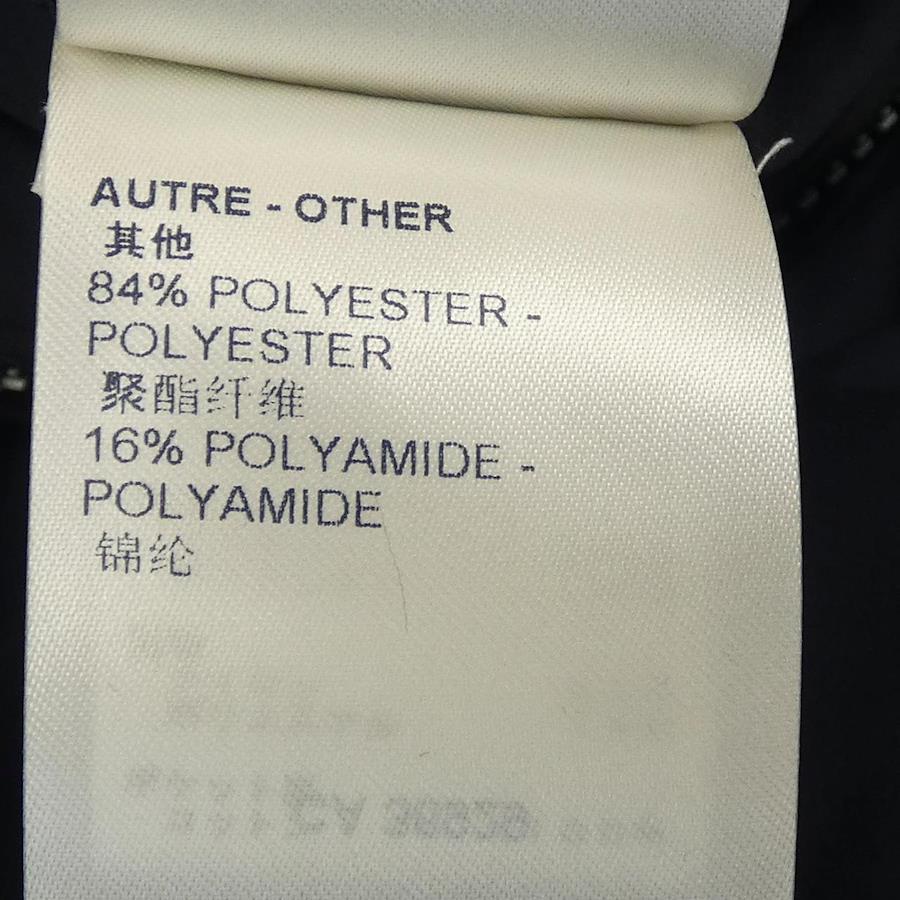 AUTRE - OTHER
其他
84% POLYESTER -
POLYESTER
聚酯纤维
16% POLYAMIDE -
POLYAMIDE
锦纶